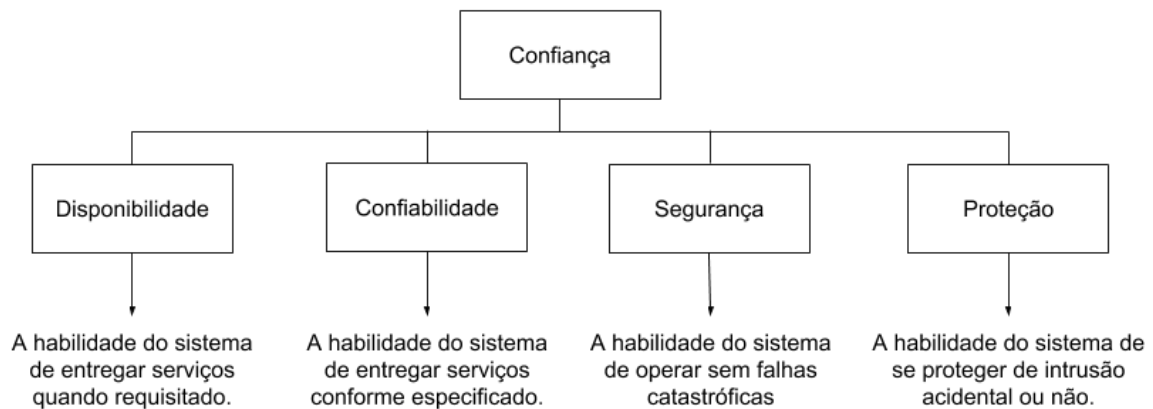 Confiança
Disponibilidade
Confiabilidade
Segurança
Proteção
A habilidade do sistema
de entregar serviços
quando requisitado.
A habilidade do sistema
de entregar serviços
conforme especificado.
A habilidade do sistema
de operar sem falhas
catastróficas
A habilidade do sistema de
se proteger de intrusão
acidental ou não.